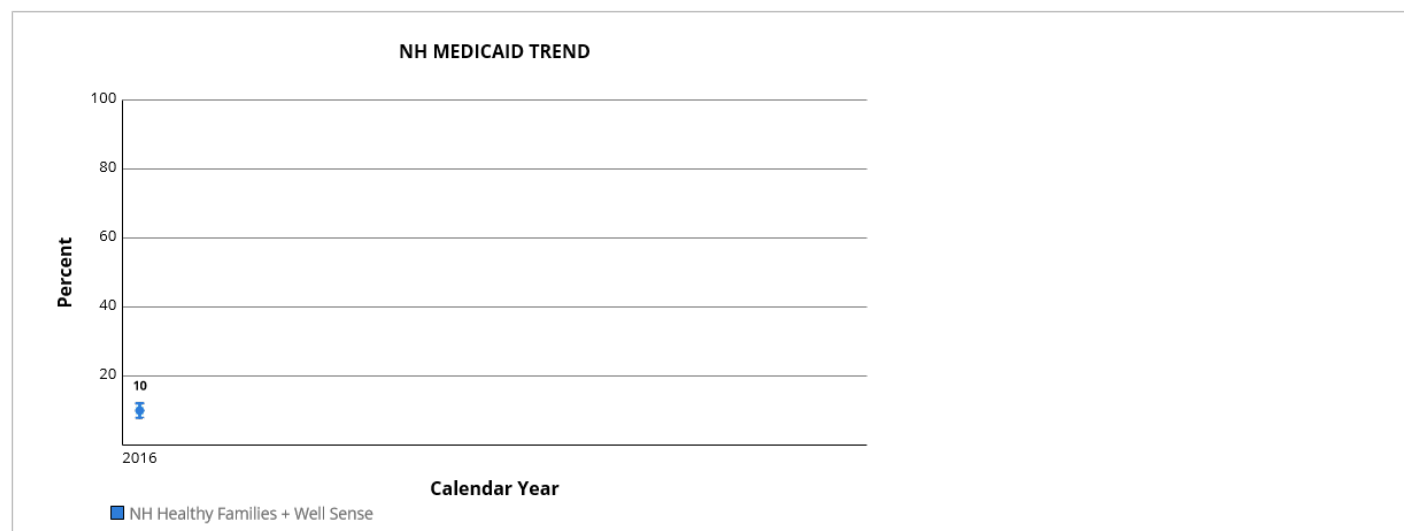 NH MEDICAID TREND
100
80
60
40
20
Percent
10
2016
Calendar Year
NH Healthy Families + Well Sense